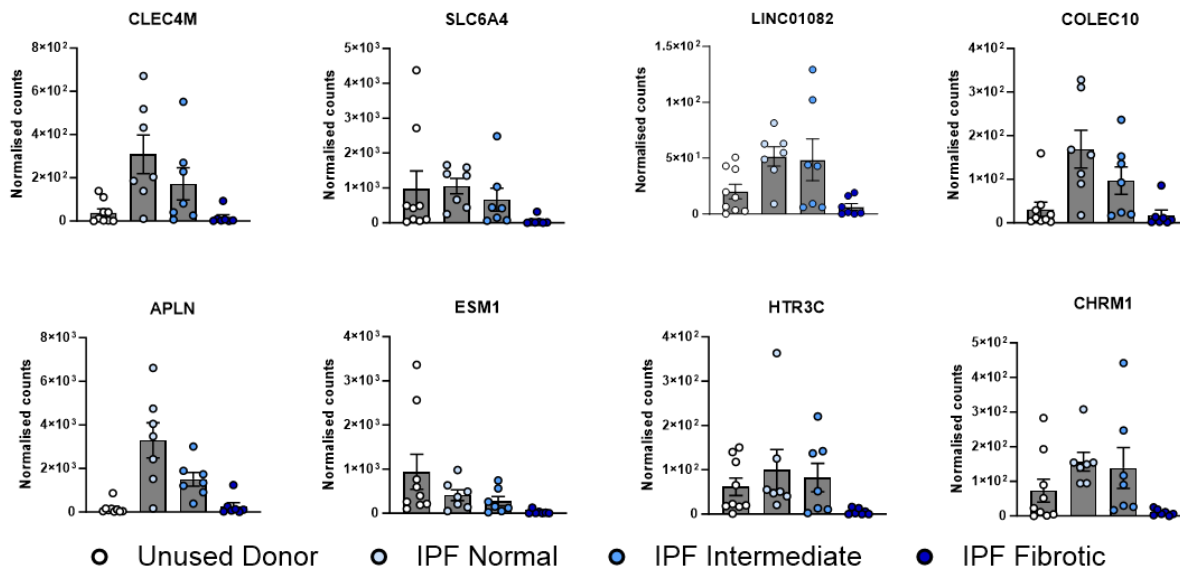 CLEC4M
SLC6A4
LINC01082
COLEC10
Normalised counts
8×10²
6×10²
4×10²
2×10²
0
Normalised counts
5×10³
4×10³
3×10³
2×10³
1×10³
0
Normalised counts
1.5×10²
1×10²
5×10¹
0
Normalised counts
4×10²
3×10²
2×10²
1×10²
0
APLN
ESM1
HTR3C
CHRM1
Normalised counts
8×10³
6×10³
4×10³
2×10³
0
Normalised counts
4×10³
3×10³
2×10³
1×10³
0
Normalised counts
4×10²
3×10²
2×10²
1×10²
0
Normalised counts
5×10²
4×10²
3×10²
2×10²
1×10²
0
Unused Donor IPF Normal IPF Intermediate IPF Fibrotic